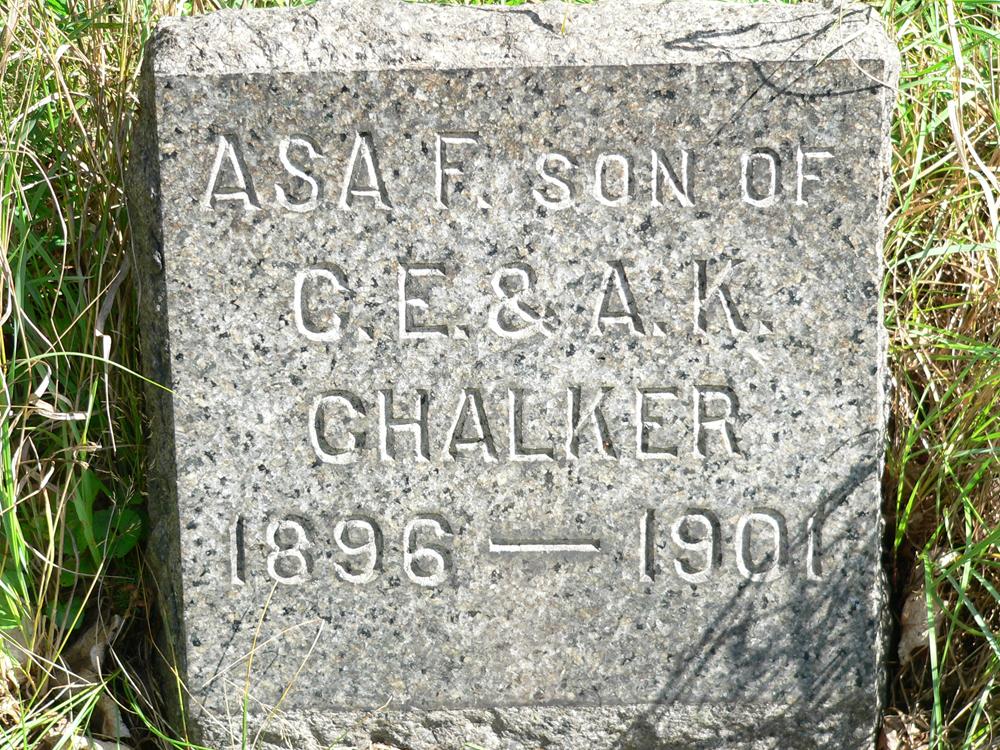 ASA F. SON OF
C. E. & A. K.
CHALKER
1896 — 1901